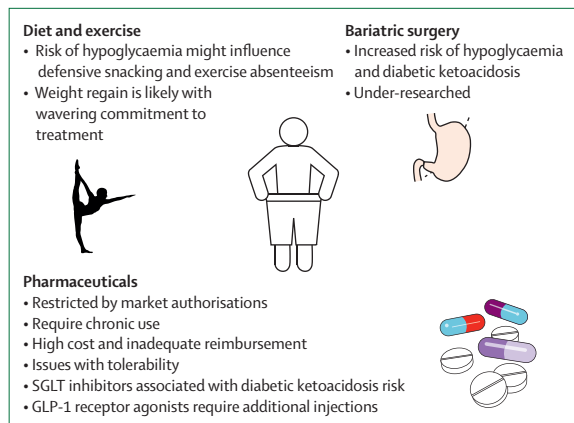 Diet and exercise
• Risk of hypoglycaemia might influence
defensive snacking and exercise absenteeism
• Weight regain is likely with
wavering commitment to
treatment
Bariatric surgery
• Increased risk of hypoglycaemia
and diabetic ketoacidosis
• Under-researched
Pharmaceuticals
• Restricted by market authorisations
• Require chronic use
• High cost and inadequate reimbursement
• Issues with tolerability
• SGLT inhibitors associated with diabetic ketoacidosis risk
• GLP-1 receptor agonists require additional injections